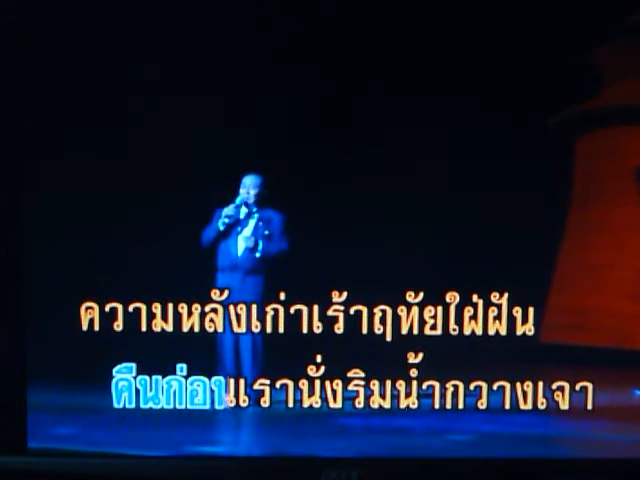 ความหลังเก่าเร้าฤทัยใฝ่ฝัน
คืนก่อนเรานั่งริมน้ำกวางเจา